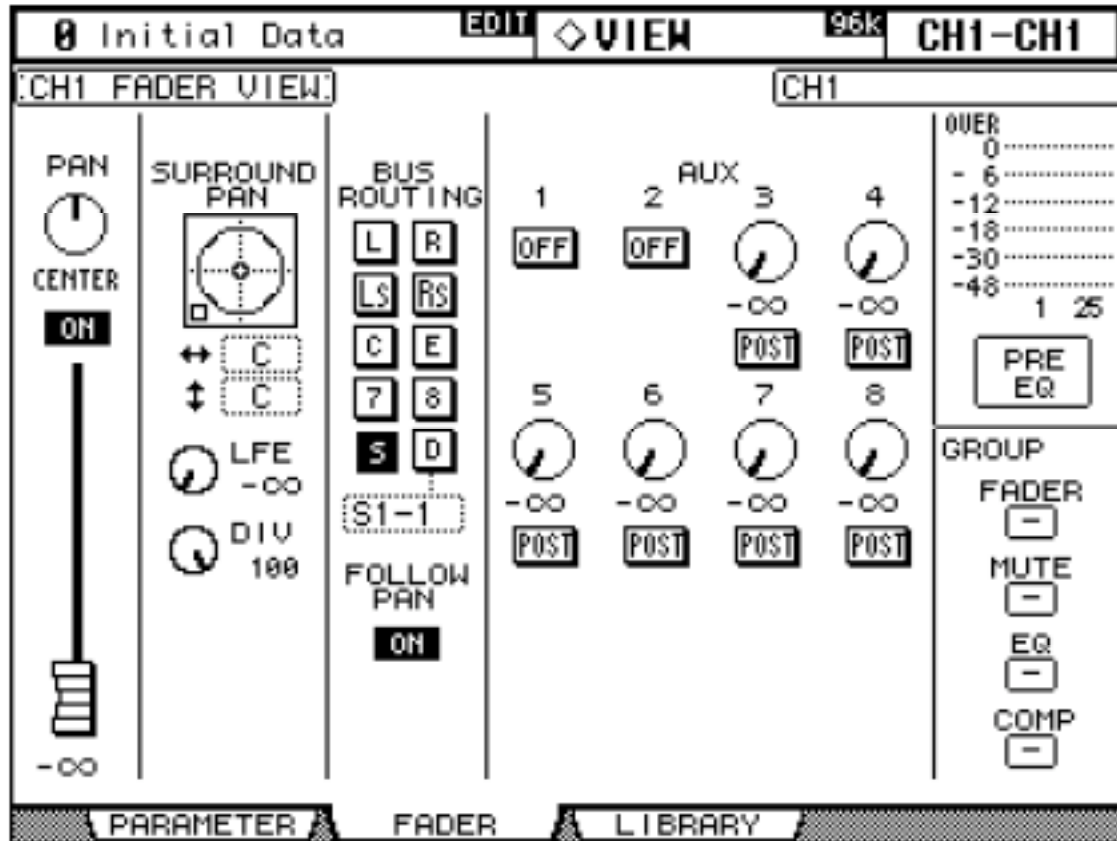 0 Initial Data EDIT ◇VIEW 96k CH1-CH1
CH1 FADER VIEW
CH1
PAN
CENTER
ON
-∞
SURROUND
PAN
↔ C
↕ C
LFE
-∞
DIV
100
BUS
ROUTING
L R
LS RS
C E
7 8
S D
S1-1
FOLLOW
PAN
ON
AUX
1 2 3 4
OFF OFF
-∞ -∞
POST POST
5 6 7 8
-∞ -∞ -∞ -∞
POST POST POST POST
OVER
0
- 6
-12
-18
-30
-48
1 25
PRE
EQ
GROUP
FADER
-
MUTE
-
EQ
-
COMP
-
PARAMETER FADER LIBRARY